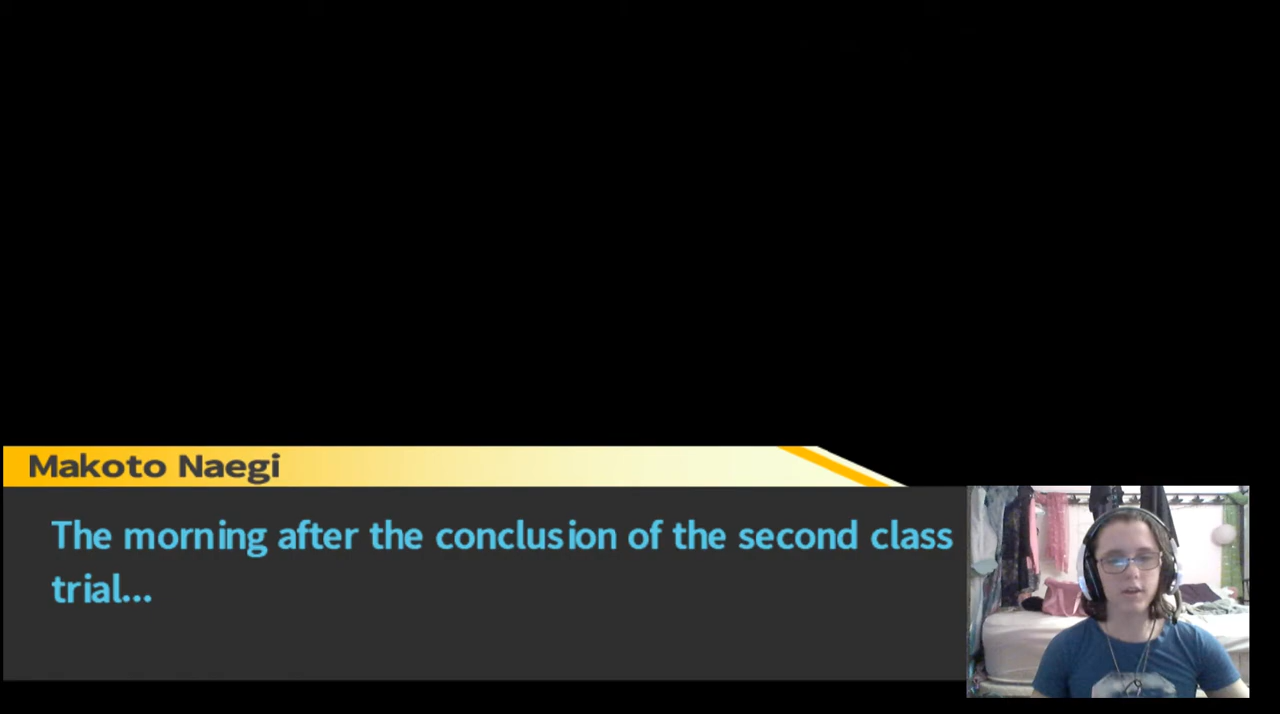 Makoto Naegi
The morning after the conclusion of the second class
trial...